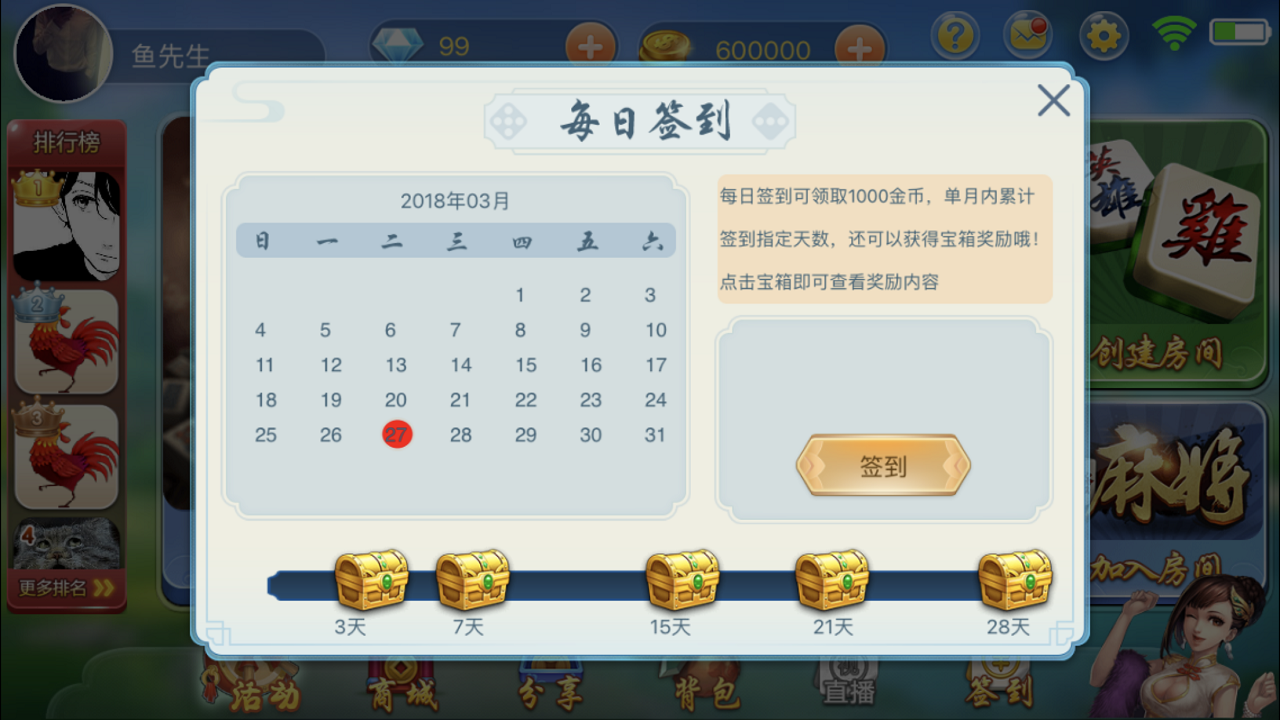 鱼先生
99
600000
排行榜
1
2
3
4
更多排名
每日签到
2018年03月
日 一 二 三 四 五 六
1 2 3
4 5 6 7 8 9 10
11 12 13 14 15 16 17
18 19 20 21 22 23 24
25 26 27 28 29 30 31
每日签到可领取1000金币，单月内累计
签到指定天数，还可以获得宝箱奖励哦！
点击宝箱即可查看奖励内容
签到
3天 7天 15天 21天 28天
英雄
雞
创建房间
麻将
加入房间
活动 商城 分享 背包 直播 签到